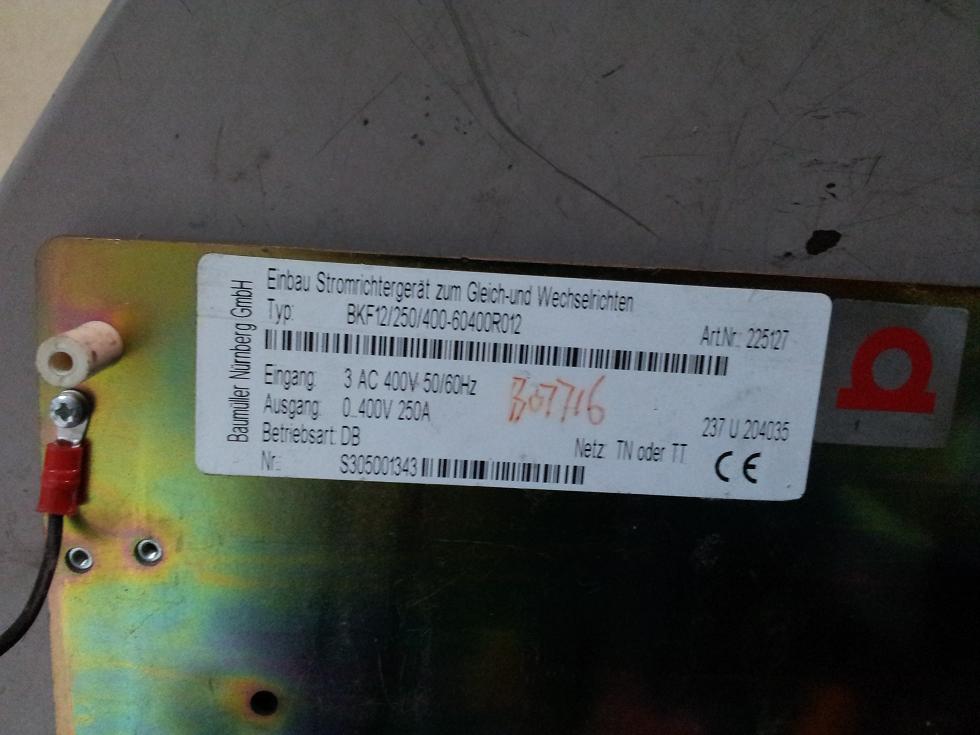 Baumüller Nürnberg GmbH
Einbau Stromrichtergerät zum Gleich-und Wechselrichten
Typ: BKF12/250/400-60400R012
Art.Nr.: 225127
Eingang: 3 AC 400V 50/60Hz
Ausgang: 0...400V 250A
Betriebsart: DB
237 U 204035
Netz: TN oder TT
Nr.: S305001343
CE